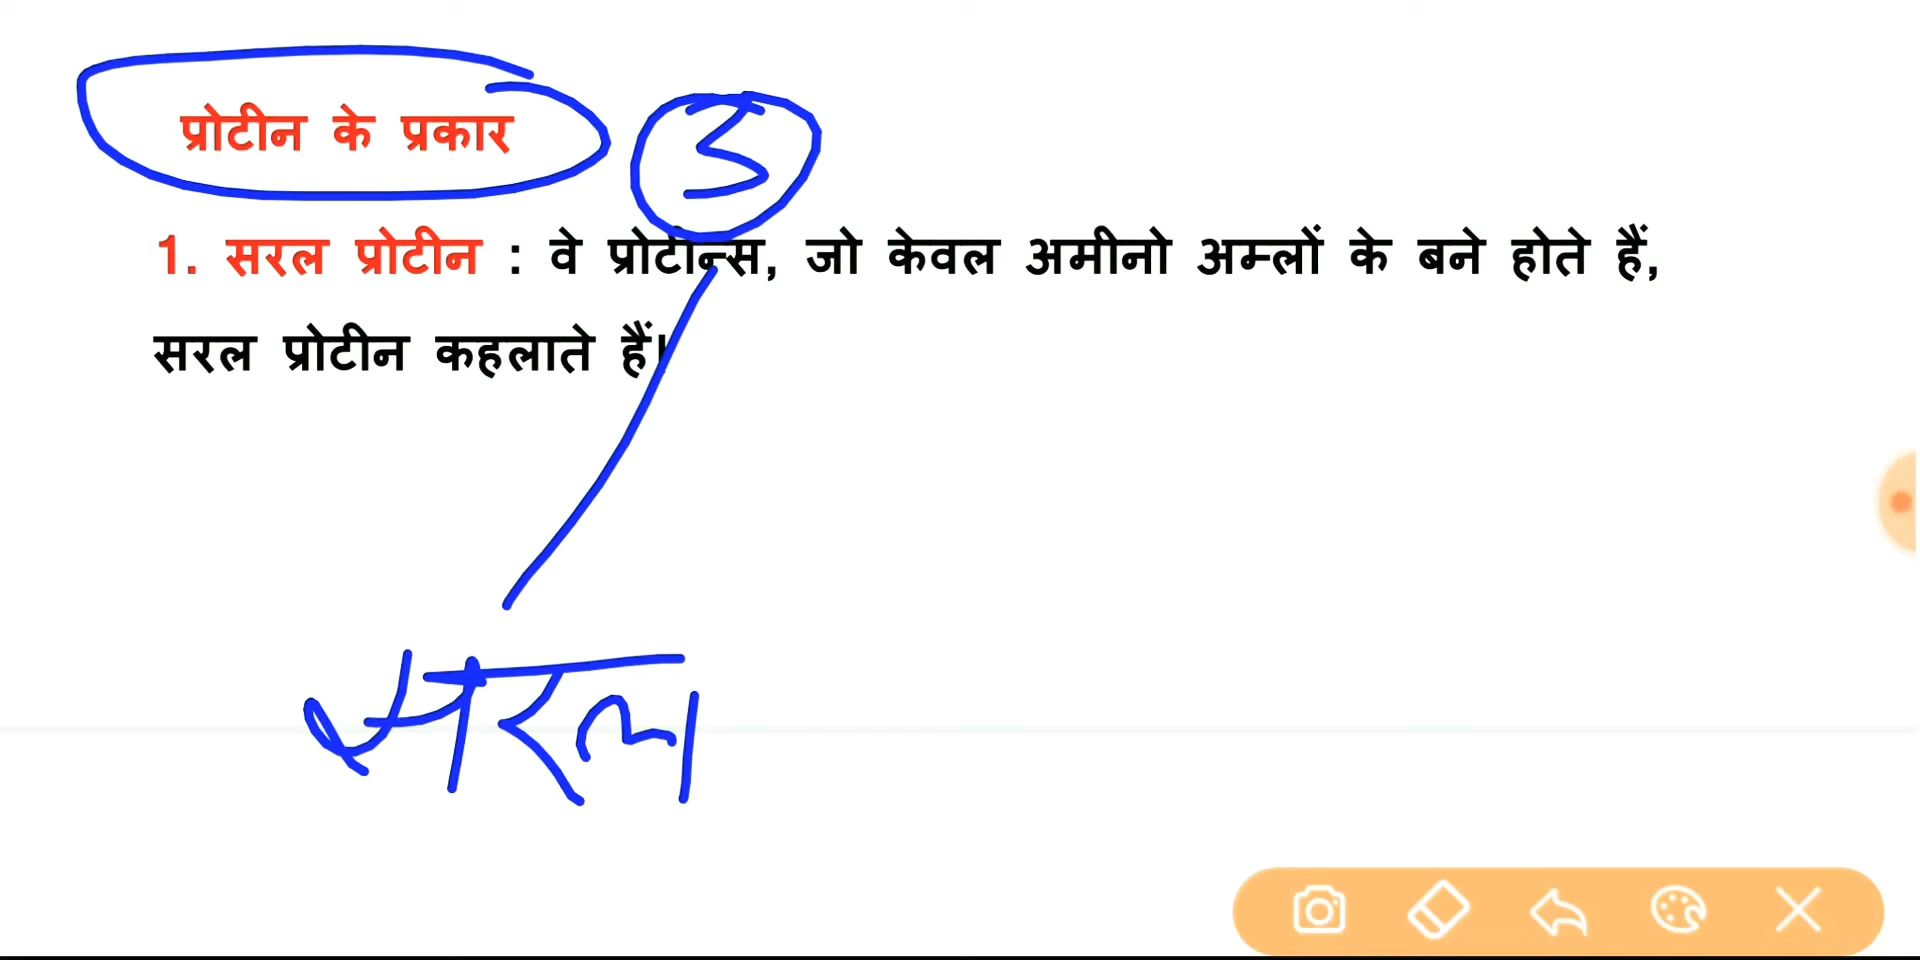 प्रोटीन के प्रकार
3
1. सरल प्रोटीन : वे प्रोटीन्स, जो केवल अमीनो अम्लों के बने होते हैं,
सरल प्रोटीन कहलाते हैं।
सरल